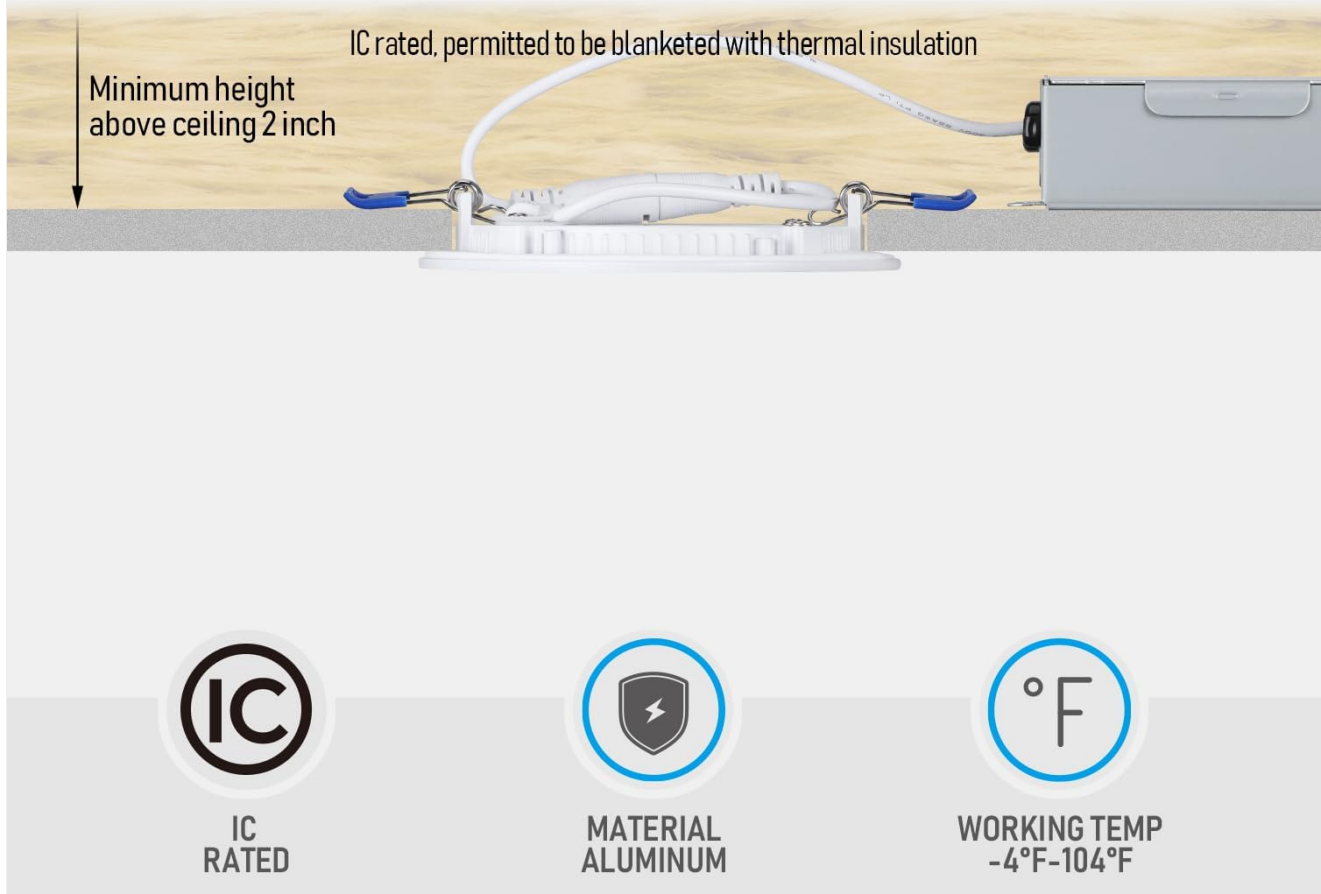 IC rated, permitted to be blanketed with thermal insulation
Minimum height
above ceiling 2 inch
IC
IC
RATED
MATERIAL
ALUMINUM
°F
WORKING TEMP
-4°F-104°F